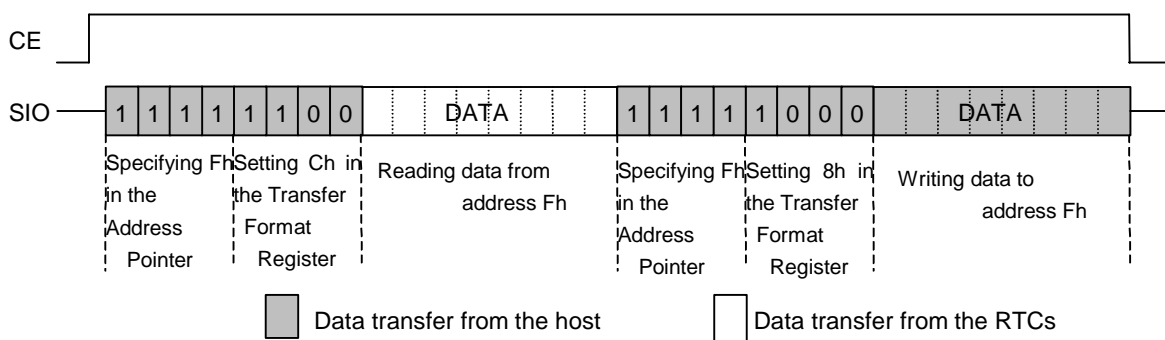 CE
SIO 1 1 1 1 1 1 0 0 DATA 1 1 1 1 1 0 0 0 DATA
Specifying Fh
in the
Address
Pointer
Setting Ch in
the Transfer
Format
Register
Reading data from
address Fh
Specifying Fh
in the
Address
Pointer
Setting 8h in
the Transfer
Format
Register
Writing data to
address Fh
Data transfer from the host
Data transfer from the RTCs